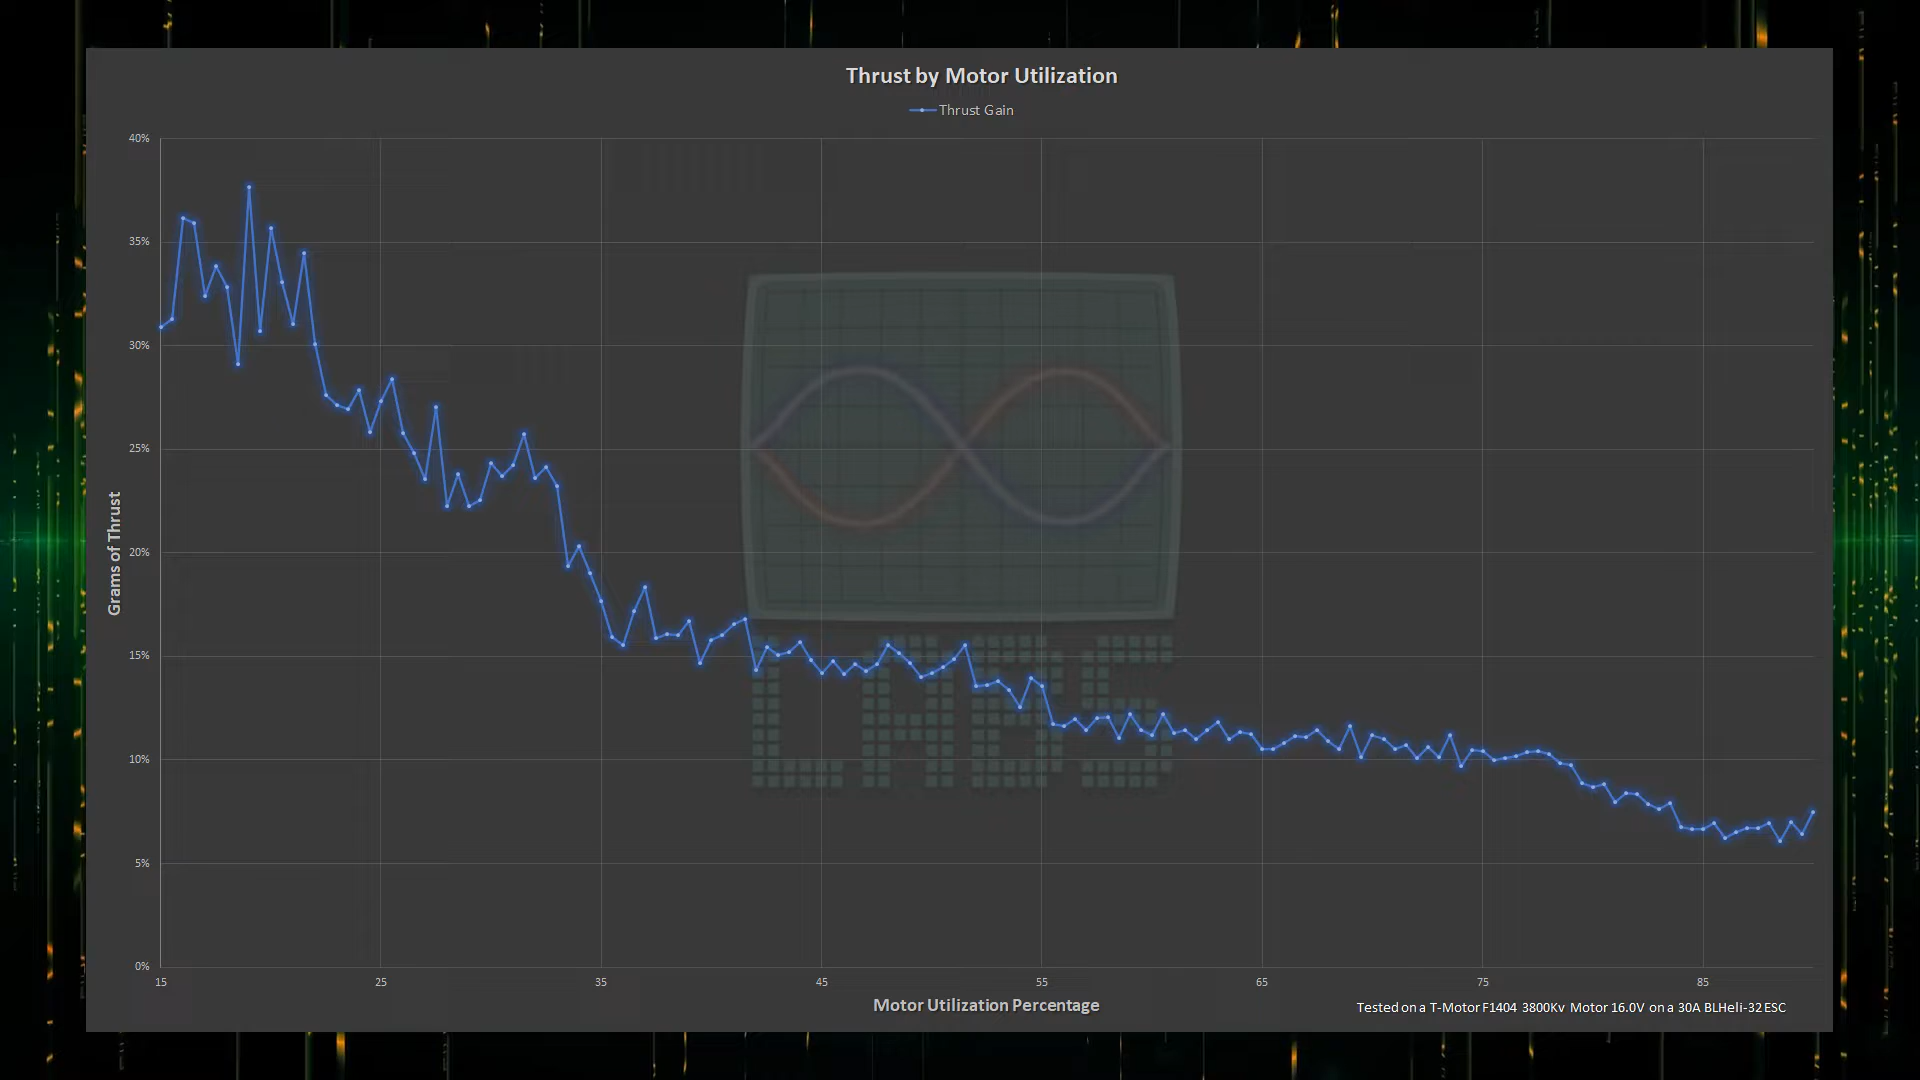 Thrust by Motor Utilization
Thrust Gain
40%
35%
30%
25%
20%
15%
10%
5%
0%
Grams of Thrust
15 25 35 45 55 65 75 85
Motor Utilization Percentage
Tested on a T-Motor F1404 3800Kv Motor 16.0V on a 30A BLHeli-32 ESC
LABS